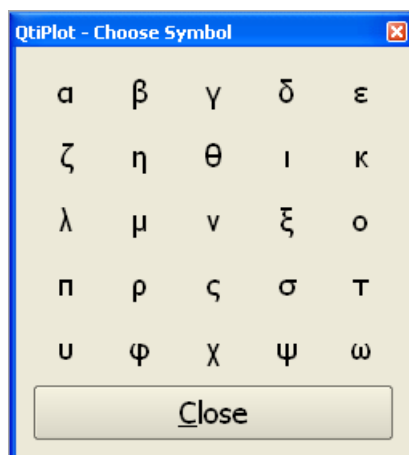 QtiPlot - Choose Symbol
α β γ δ ε
ζ η θ ι κ
λ μ ν ξ ο
π ρ ς σ τ
υ φ χ ψ ω
Close